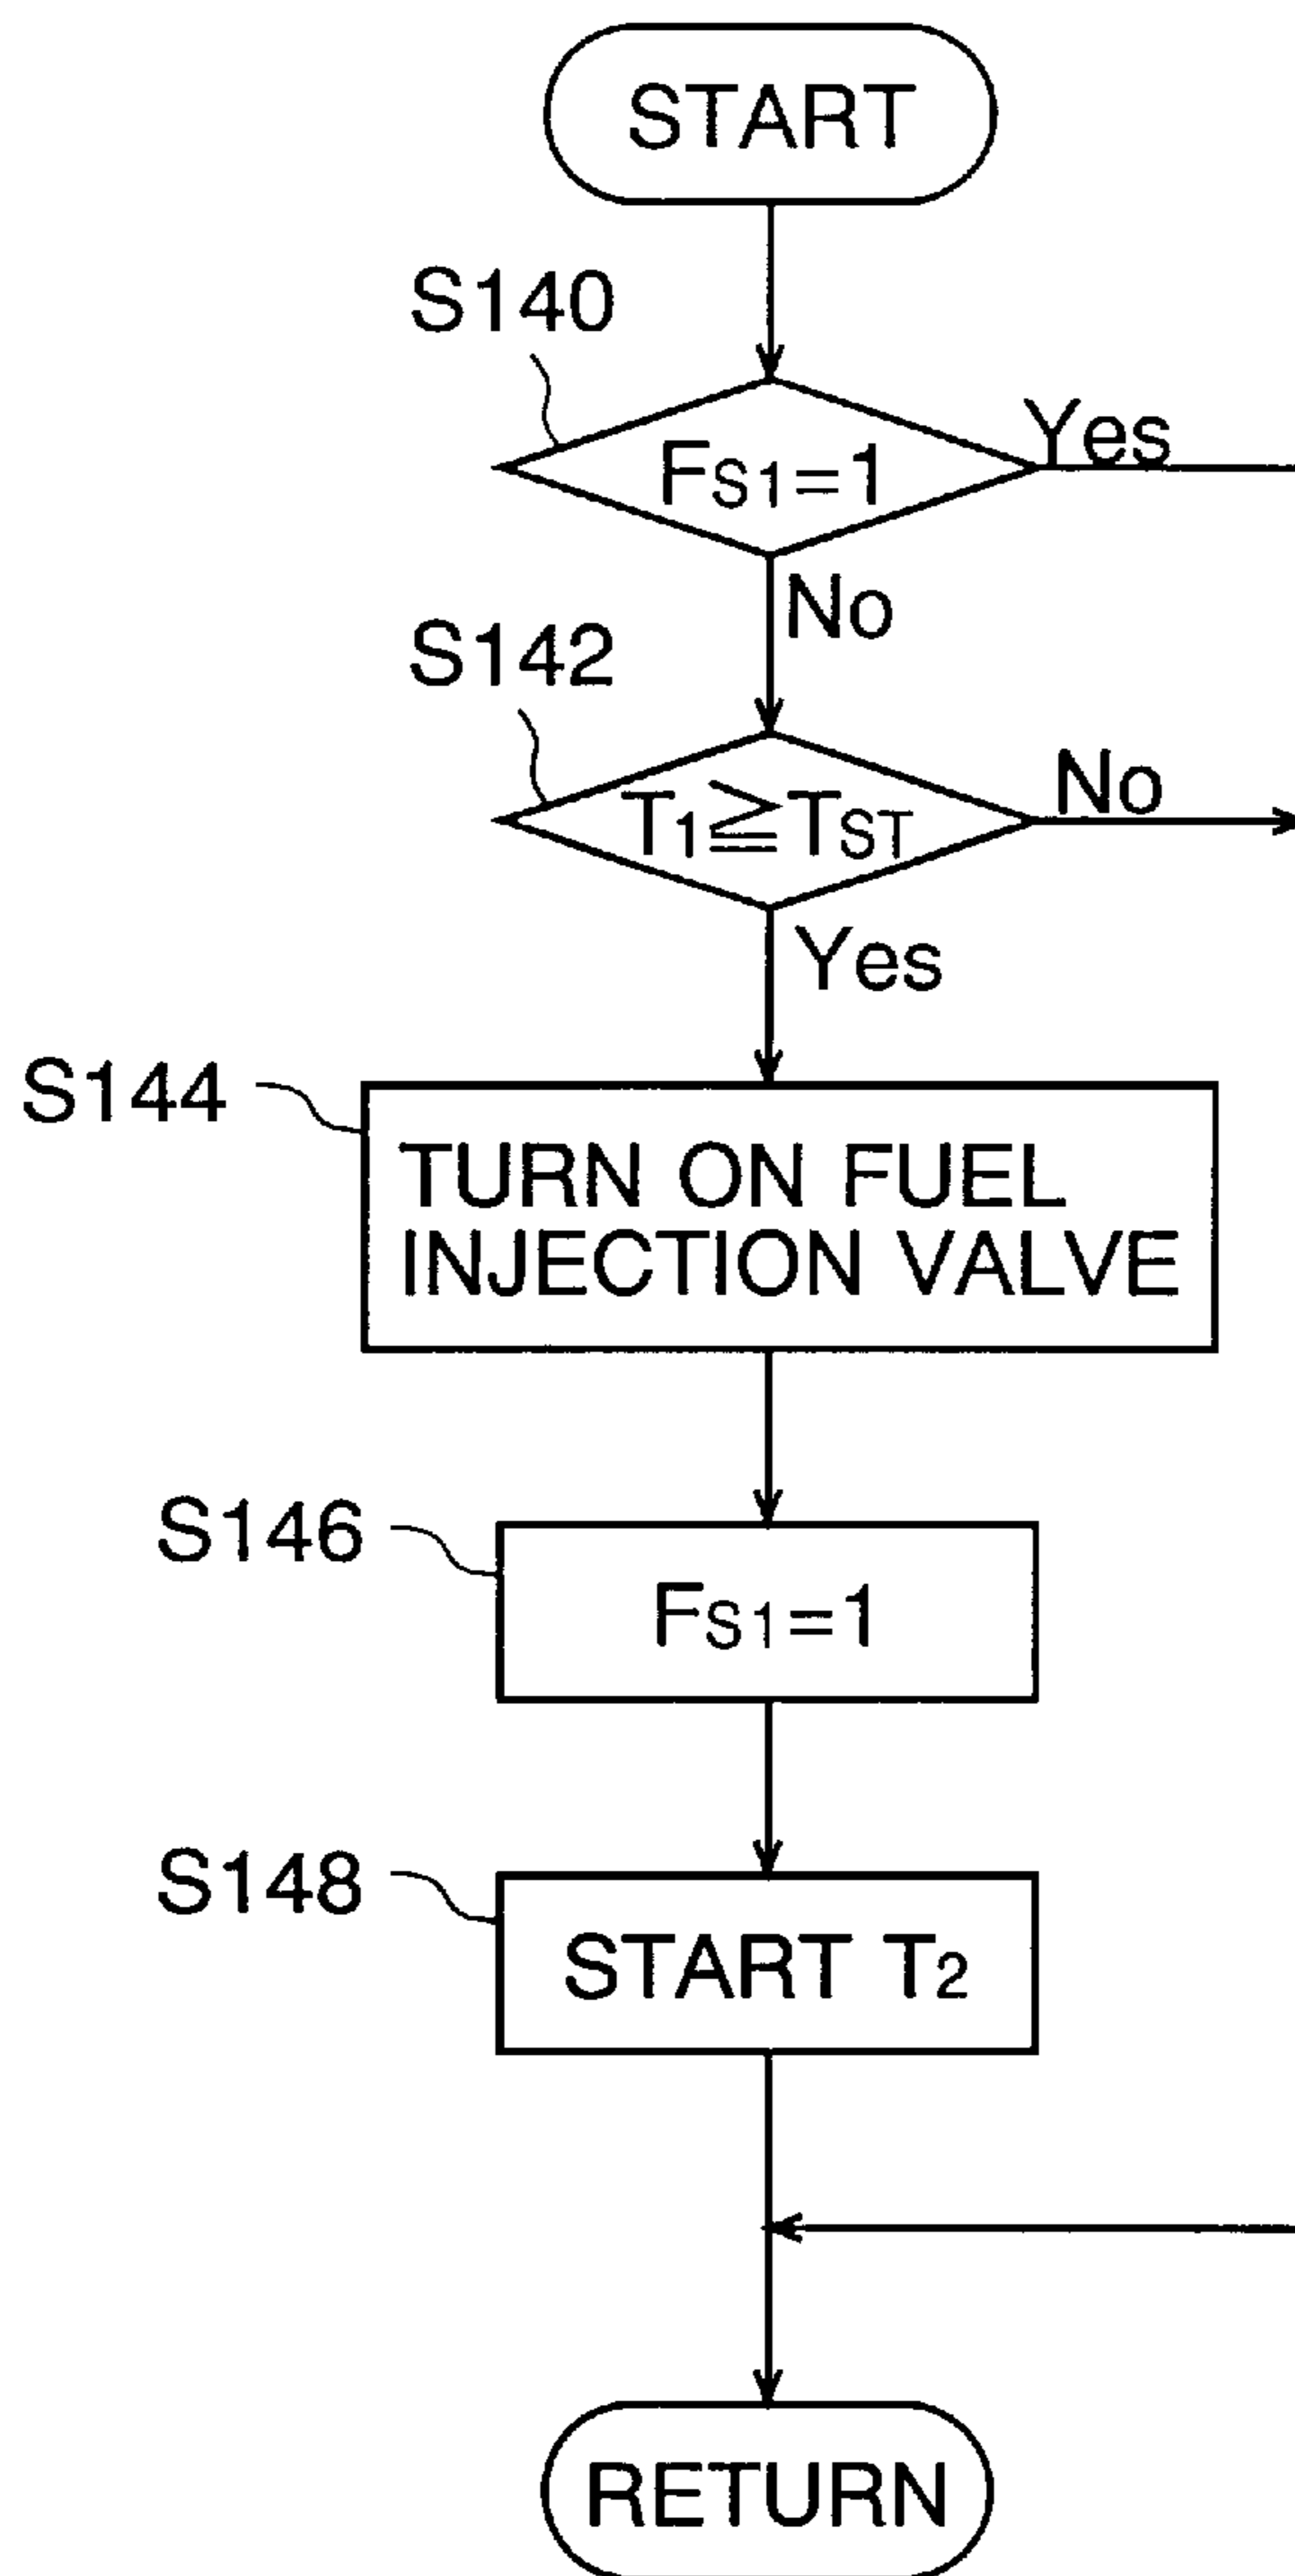 START
S140
FS1=1
Yes
No
S142
T1≧TST
No
Yes
S144
TURN ON FUEL
INJECTION VALVE
S146
FS1=1
S148
START T2
RETURN